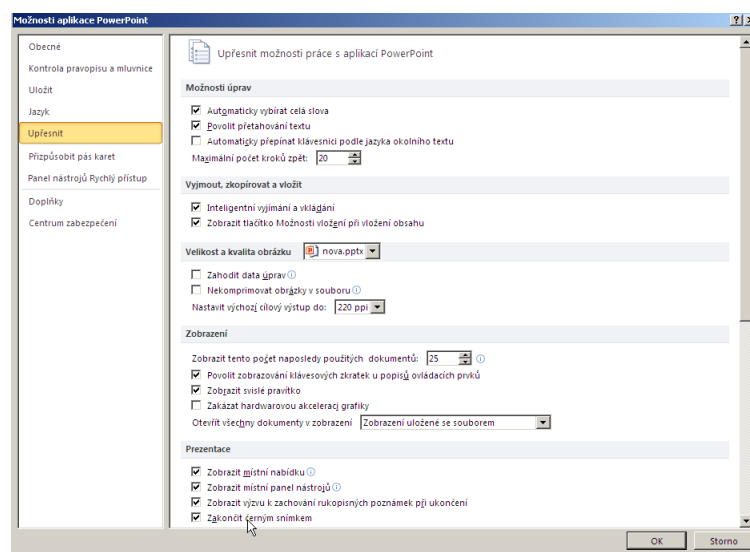 Možnosti aplikace PowerPoint
Obecné
Kontrola pravopisu a mluvnice
Uložit
Jazyk
Upřesnit
Přizpůsobit pás karet
Panel nástrojů Rychlý přístup
Doplňky
Centrum zabezpečení
Upřesnit možnosti práce s aplikací PowerPoint
Možnosti úprav
Automaticky vybírat celá slova
Povolit přetahování textu
Automaticky přepínat klávesnici podle jazyka okolního textu
Maximální počet kroků zpět: 20
Vyjmout, zkopírovat a vložit
Inteligentní vyjímání a vkládání
Zobrazit tlačítko Možnosti vložení při vložení obsahu
Velikost a kvalita obrázku nova.pptx
Zahodit data úprav
Nekomprimovat obrázky v souboru
Nastavit výchozí cílový výstup do: 220 ppi
Zobrazení
Zobrazit tento počet naposledy použitých dokumentů: 25
Povolit zobrazování klávesových zkratek u popisů ovládacích prvků
Zobrazit svislé pravítko
Zakázat hardwarovou akceleraci grafiky
Otevřít všechny dokumenty v zobrazení Zobrazení uložené se souborem
Prezentace
Zobrazit místní nabídku
Zobrazit místní panel nástrojů
Zobrazit výzvu k zachování rukopisných poznámek při ukončení
Zakončit černým snímkem
OK Storno